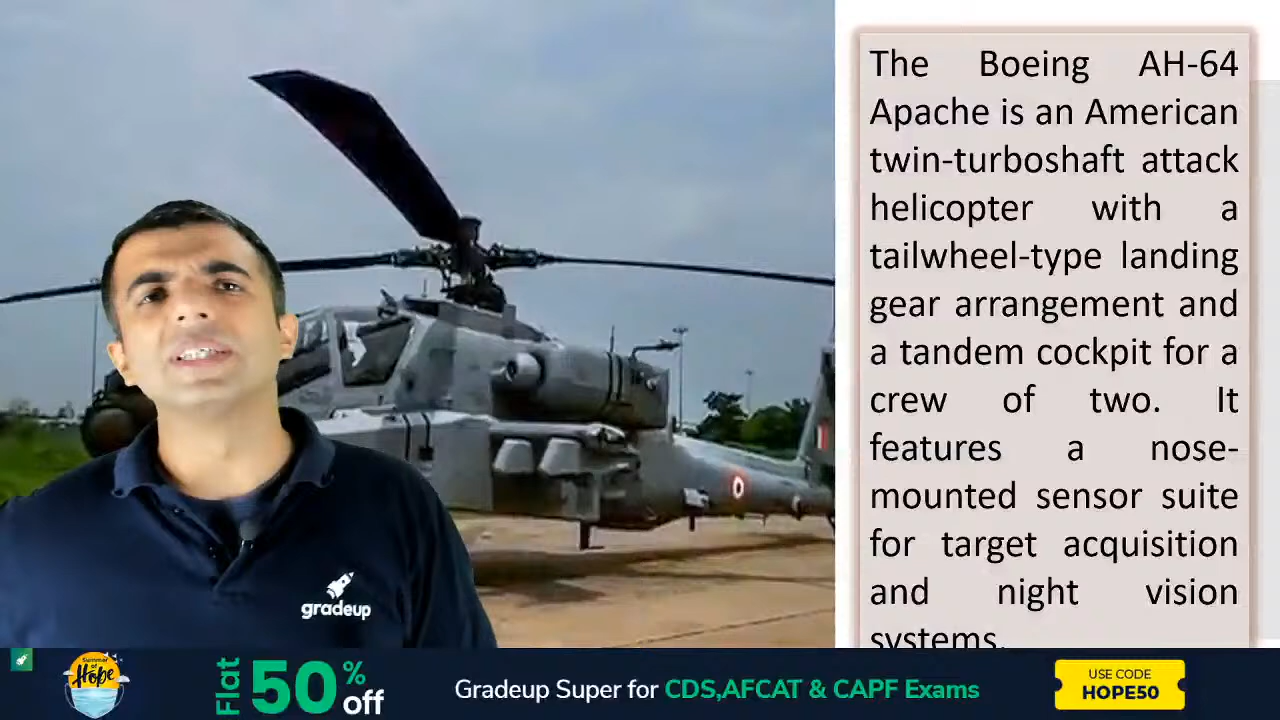 The Boeing AH-64
Apache is an American
twin-turboshaft attack
helicopter with a
tailwheel-type landing
gear arrangement and
a tandem cockpit for a
crew of two. It
features a nose-
mounted sensor suite
for target acquisition
and night vision
systems.
gradeup
Summer
of
Hope
Flat
50%
off
Gradeup Super for CDS,AFCAT & CAPF Exams
USE CODE
HOPE50